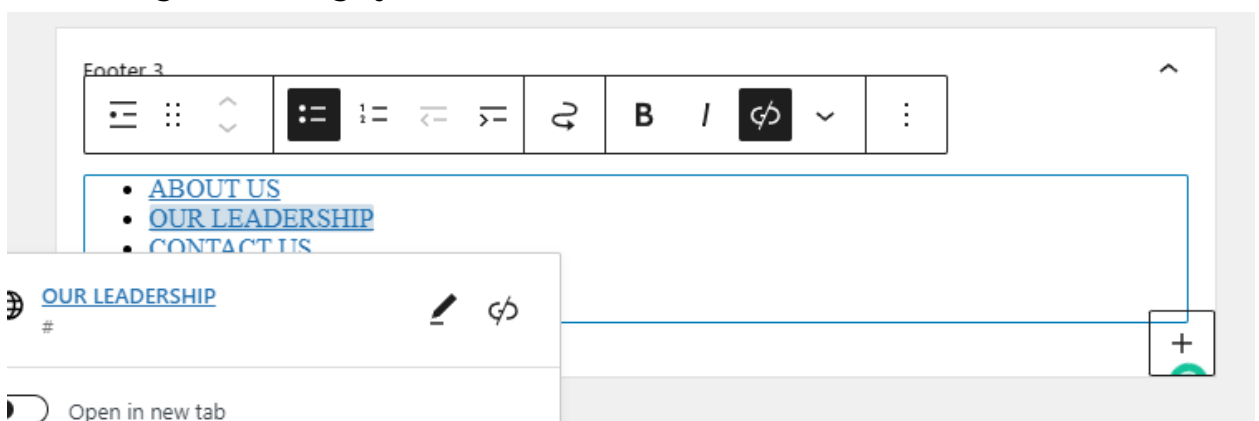 Footer 3
B I
ABOUT US
OUR LEADERSHIP
CONTACT US
OUR LEADERSHIP
#
Open in new tab